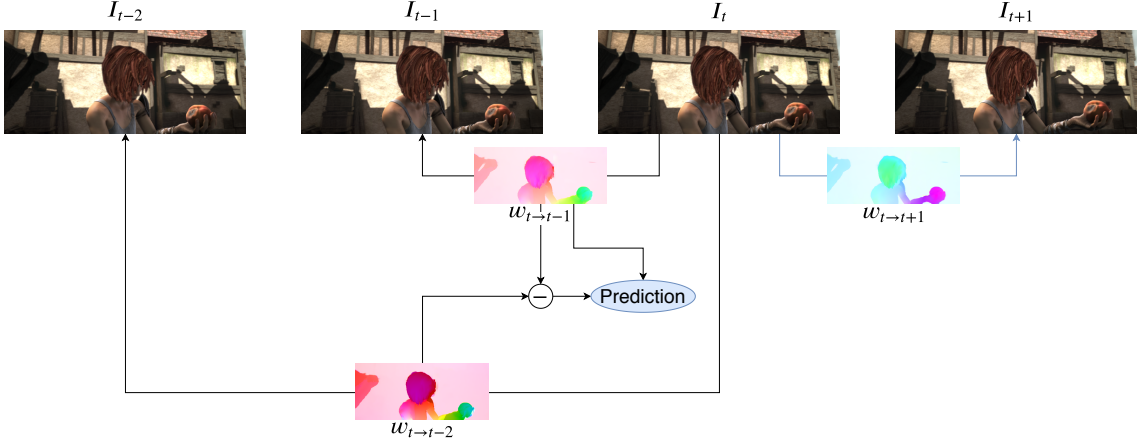 I_{t−2}
I_{t−1}
I_t
I_{t+1}
w_{t→t−1}
w_{t→t+1}
−
Prediction
w_{t→t−2}